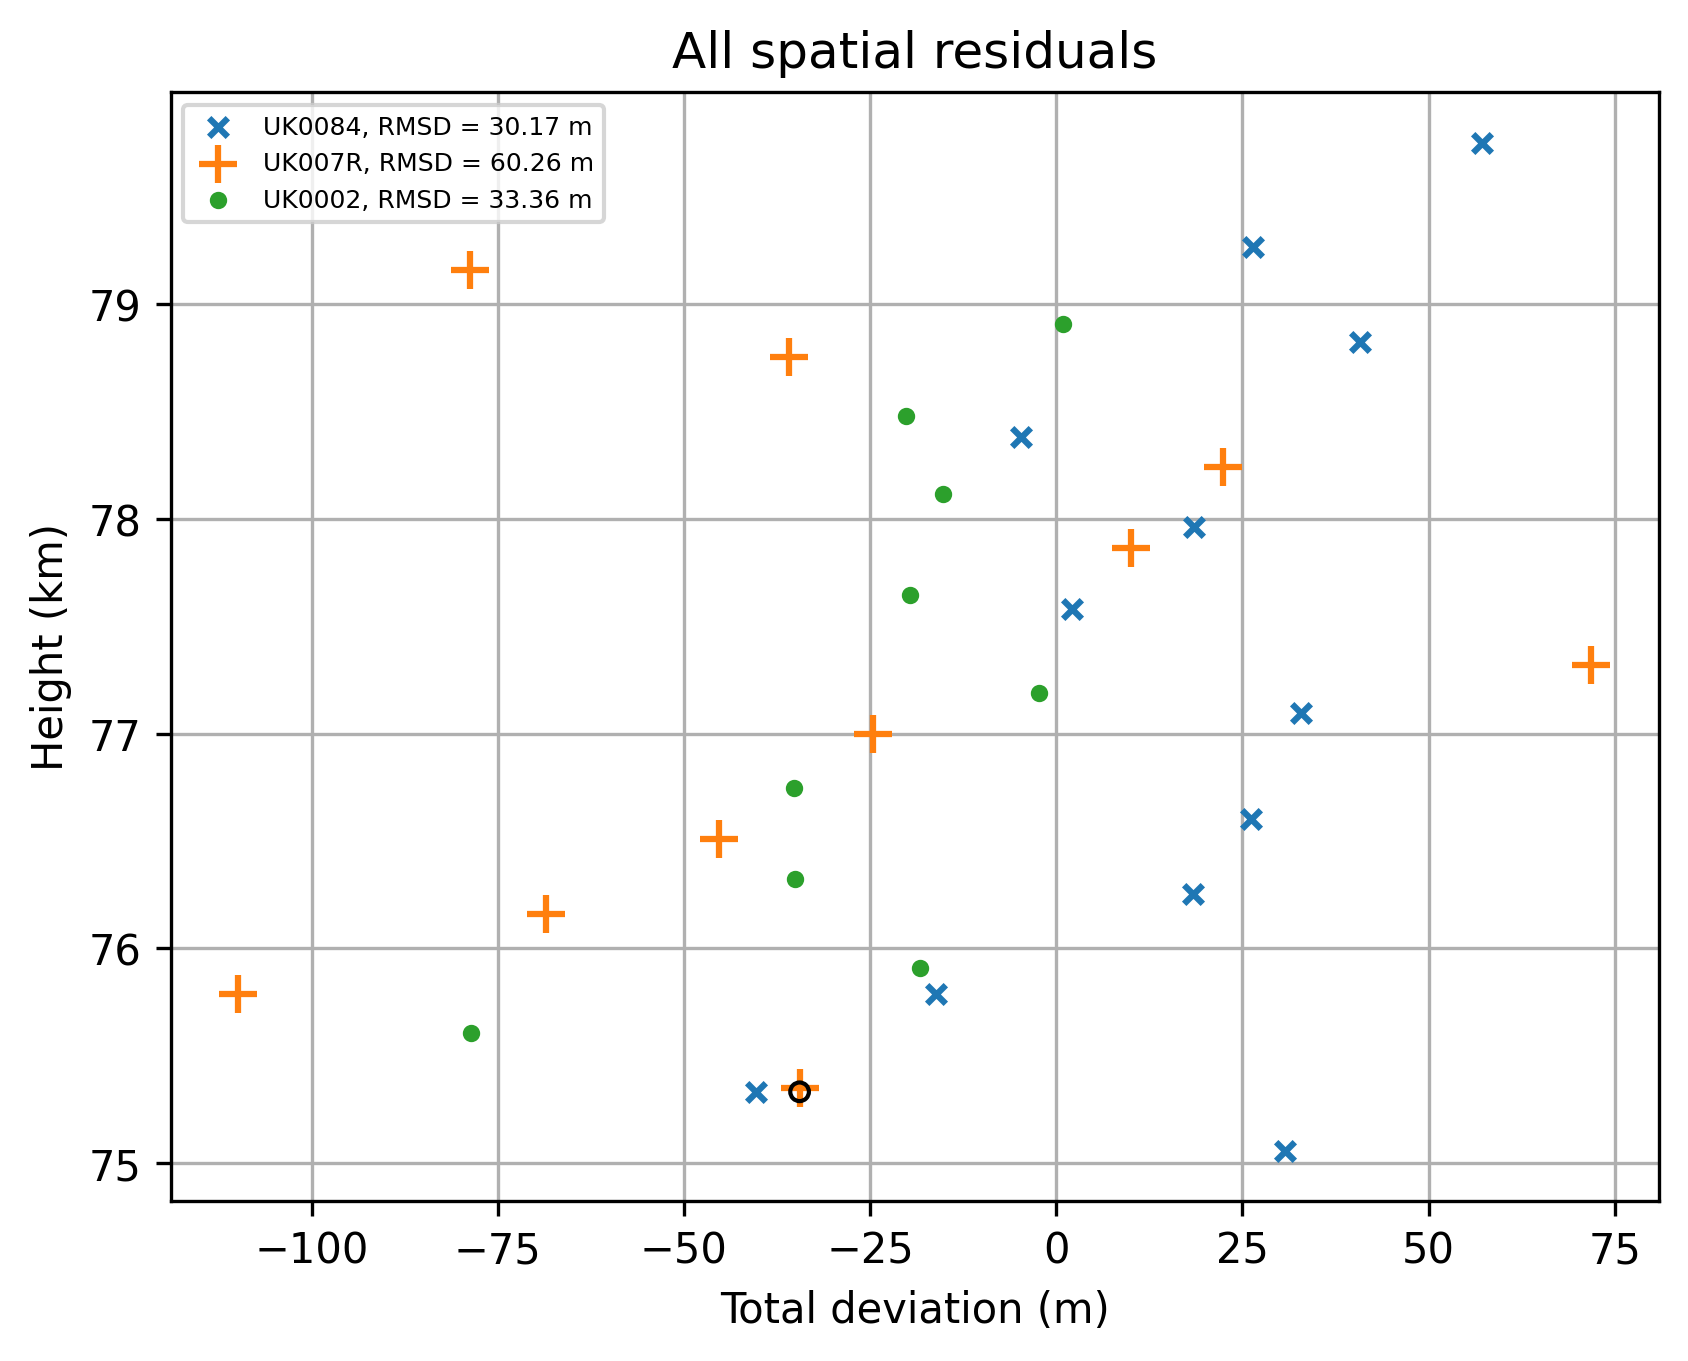 All spatial residuals
UK0084, RMSD = 30.17 m
UK007R, RMSD = 60.26 m
UK0002, RMSD = 33.36 m
79
78
77
76
75
Height (km)
−100 −75 −50 −25 0 25 50 75
Total deviation (m)